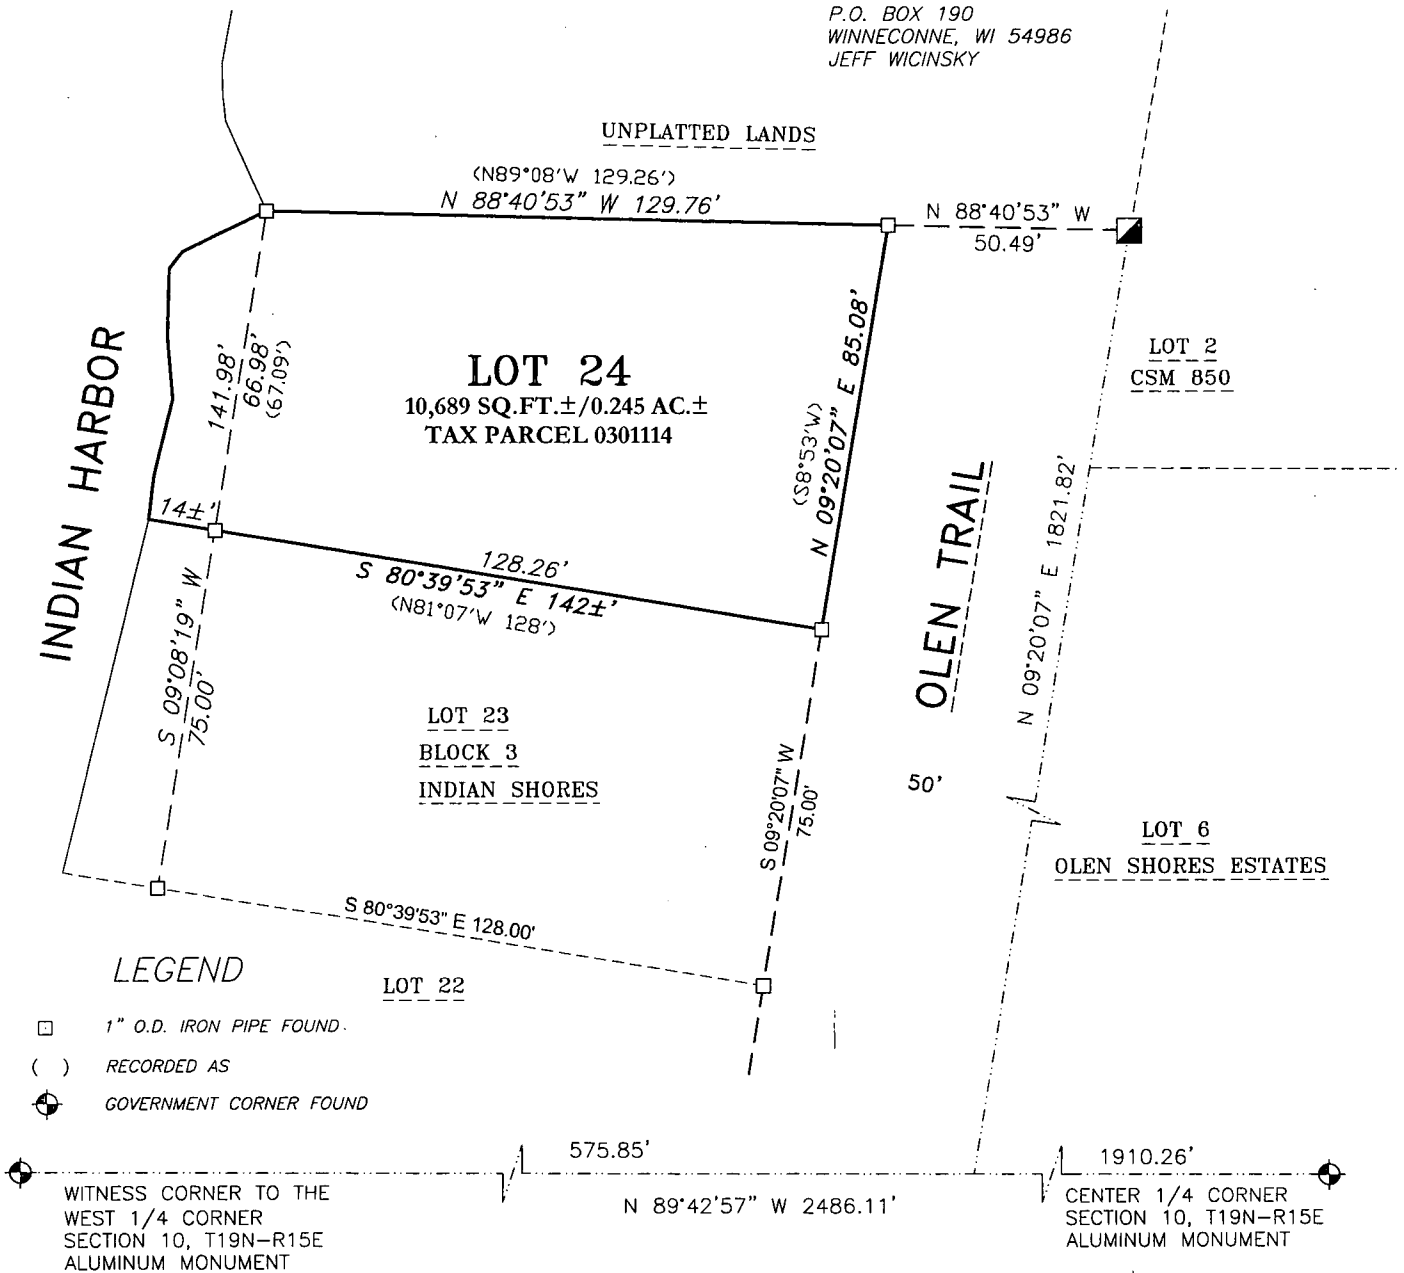 P.O. BOX 190
WINNECONNE, WI 54986
JEFF WICINSKY
UNPLATTED LANDS
(N89°08'W 129.26')
N 88°40'53" W 129.76'
N 88°40'53" W
50.49'
INDIAN HARBOR
141.98'
66.98'
(67.09')
LOT 24
10,689 SQ.FT.±/0.245 AC.±
TAX PARCEL 0301114
(S8°53'W)
N 09°20'07" E 85.08'
LOT 2
CSM 850
OLEN TRAIL
N 09°20'07" E 1821.82'
14±'
128.26'
S 80°39'53" E 142±'
(N81°07'W 128')
S 09°08'19" W
75.00'
LOT 23
BLOCK 3
INDIAN SHORES
S 09°20'07" W
75.00'
50'
LOT 6
OLEN SHORES ESTATES
S 80°39'53" E 128.00'
LOT 22
LEGEND
1" O.D. IRON PIPE FOUND
( ) RECORDED AS
GOVERNMENT CORNER FOUND
575.85'
1910.26'
N 89°42'57" W 2486.11'
WITNESS CORNER TO THE
WEST 1/4 CORNER
SECTION 10, T19N-R15E
ALUMINUM MONUMENT
CENTER 1/4 CORNER
SECTION 10, T19N-R15E
ALUMINUM MONUMENT